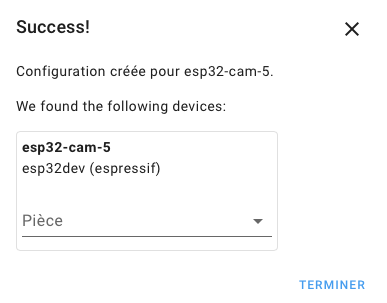 Success!
Configuration créée pour esp32-cam-5.
We found the following devices:
esp32-cam-5
esp32dev (espressif)
Pièce
TERMINER